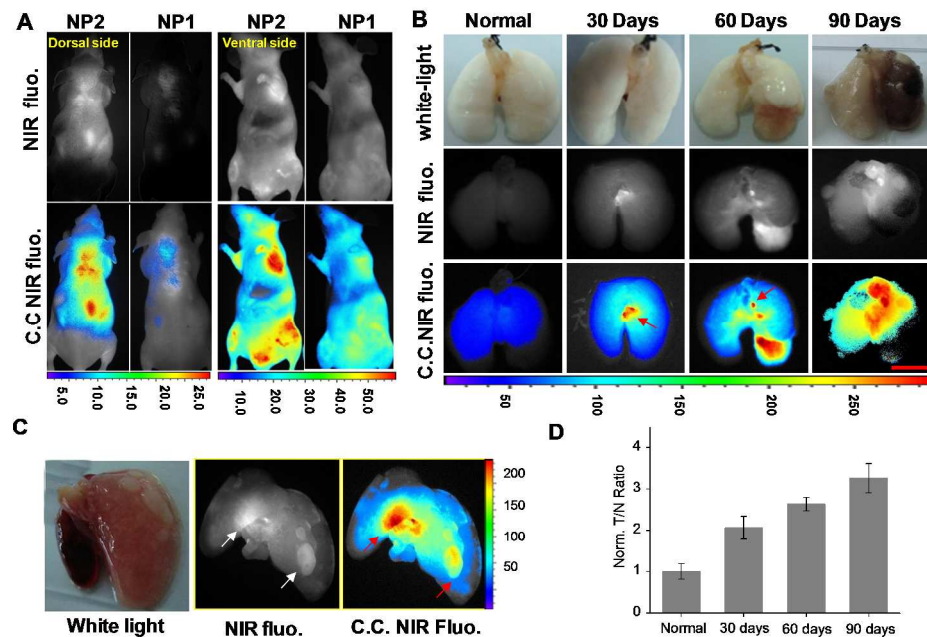 A
NP2 NP1 NP2 NP1
Dorsal side Ventral side
NIR fluo.
C.C NIR fluo.
5.0 10.0 15.0 20.0 25.0 10.0 20.0 30.0 40.0 50.0
B
Normal 30 Days 60 Days 90 Days
white-light
NIR fluo.
C.C.NIR fluo.
50 100 150 200 250
C
200
150
100
50
White light NIR fluo. C.C. NIR Fluo.
D
Norm. T/N Ratio
4
3
2
1
0
Normal 30 days 60 days 90 days